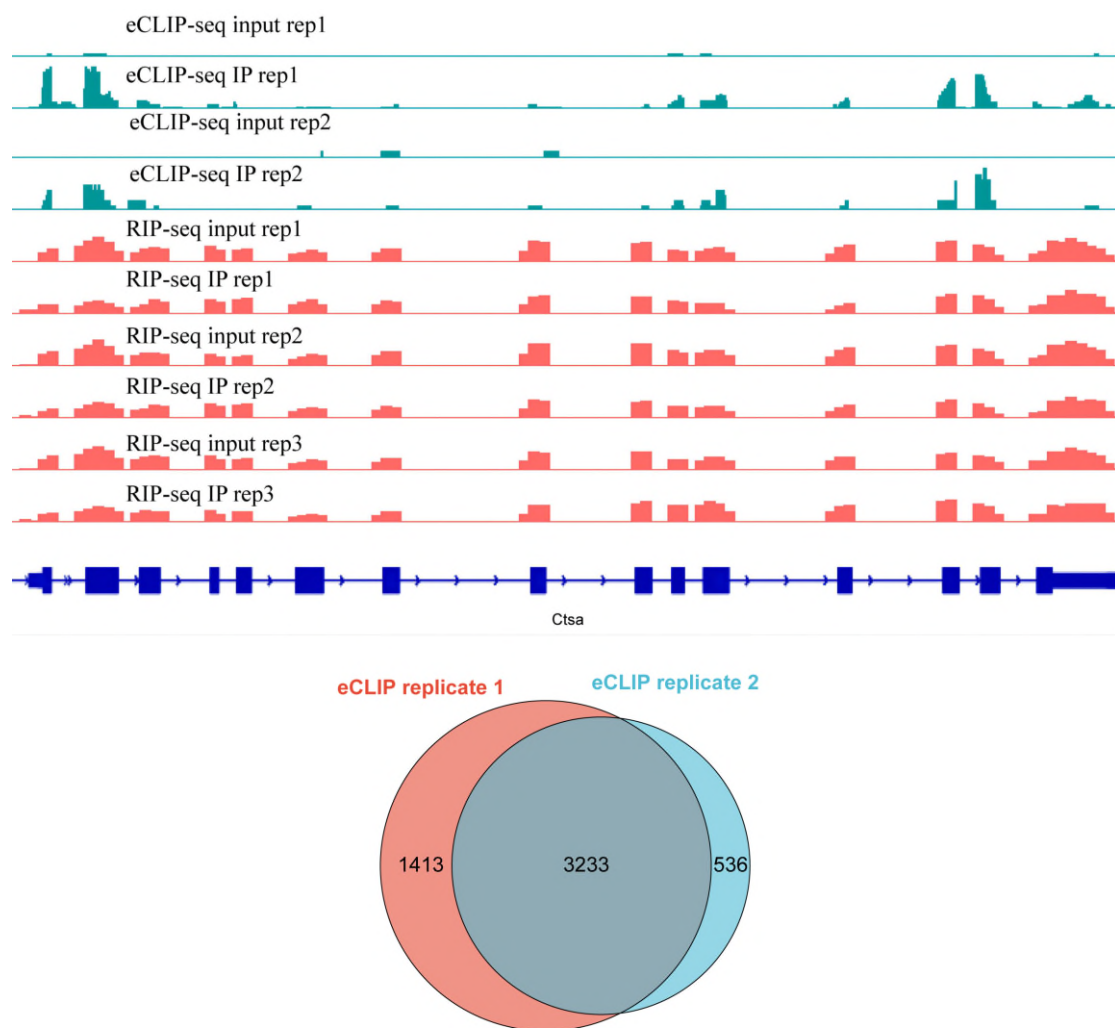 eCLIP-seq input rep1
eCLIP-seq IP rep1
eCLIP-seq input rep2
eCLIP-seq IP rep2
RIP-seq input rep1
RIP-seq IP rep1
RIP-seq input rep2
RIP-seq IP rep2
RIP-seq input rep3
RIP-seq IP rep3
Ctsa
eCLIP replicate 1
eCLIP replicate 2
1413
3233
536